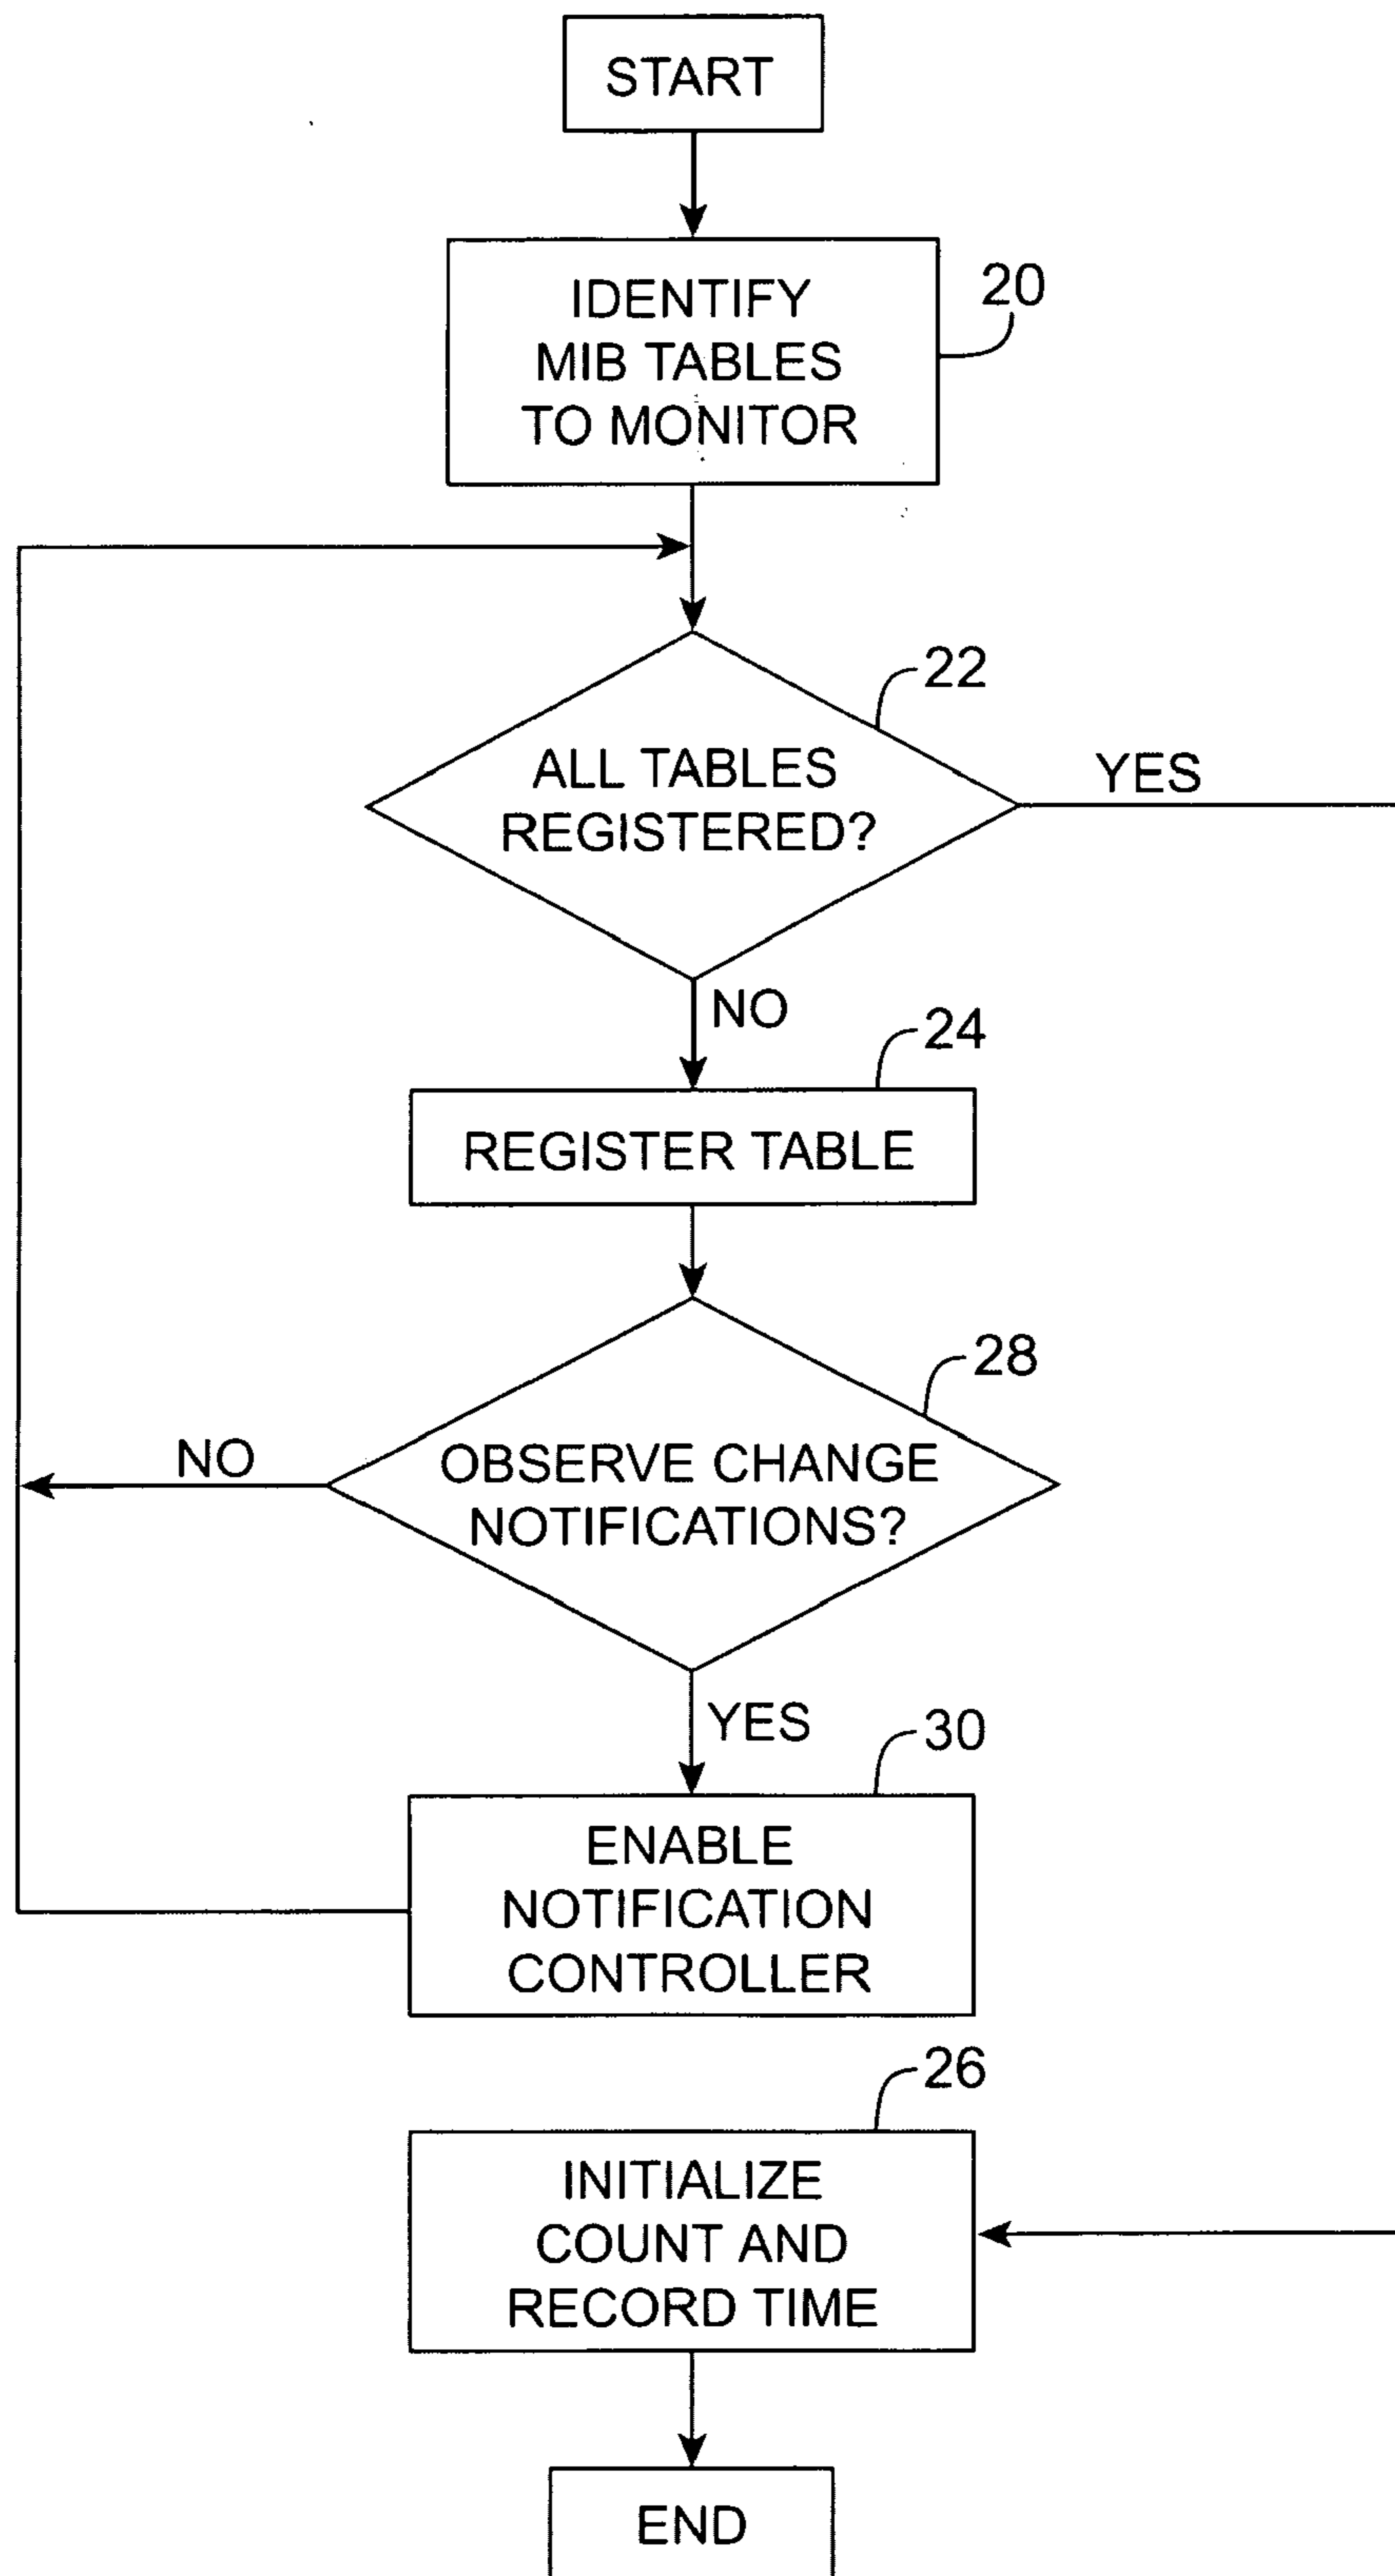 START
IDENTIFY
MIB TABLES
TO MONITOR
20
22
ALL TABLES
REGISTERED?
YES
NO
24
REGISTER TABLE
28
OBSERVE CHANGE
NOTIFICATIONS?
NO
YES
30
ENABLE
NOTIFICATION
CONTROLLER
26
INITIALIZE
COUNT AND
RECORD TIME
END